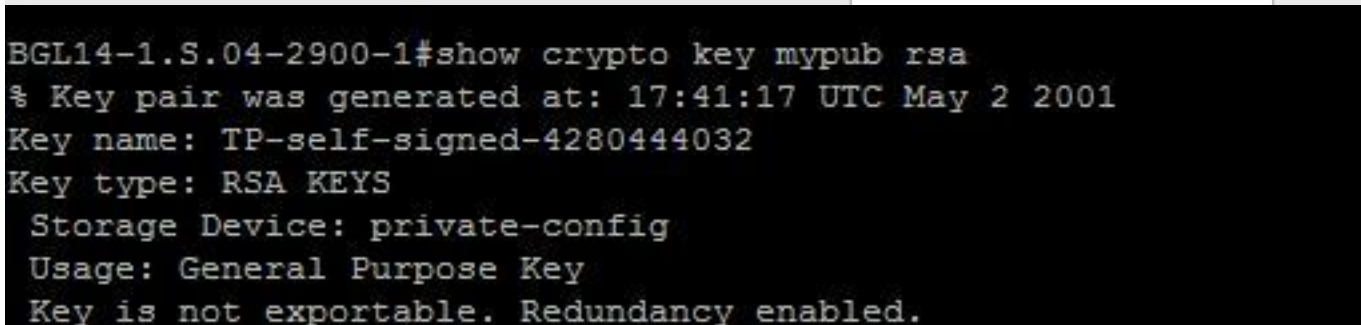 BGL14-1.S.04-2900-1#show crypto key mypub rsa
% Key pair was generated at: 17:41:17 UTC May 2 2001
Key name: TP-self-signed-4280444032
Key type: RSA KEYS
Storage Device: private-config
Usage: General Purpose Key
Key is not exportable. Redundancy enabled.